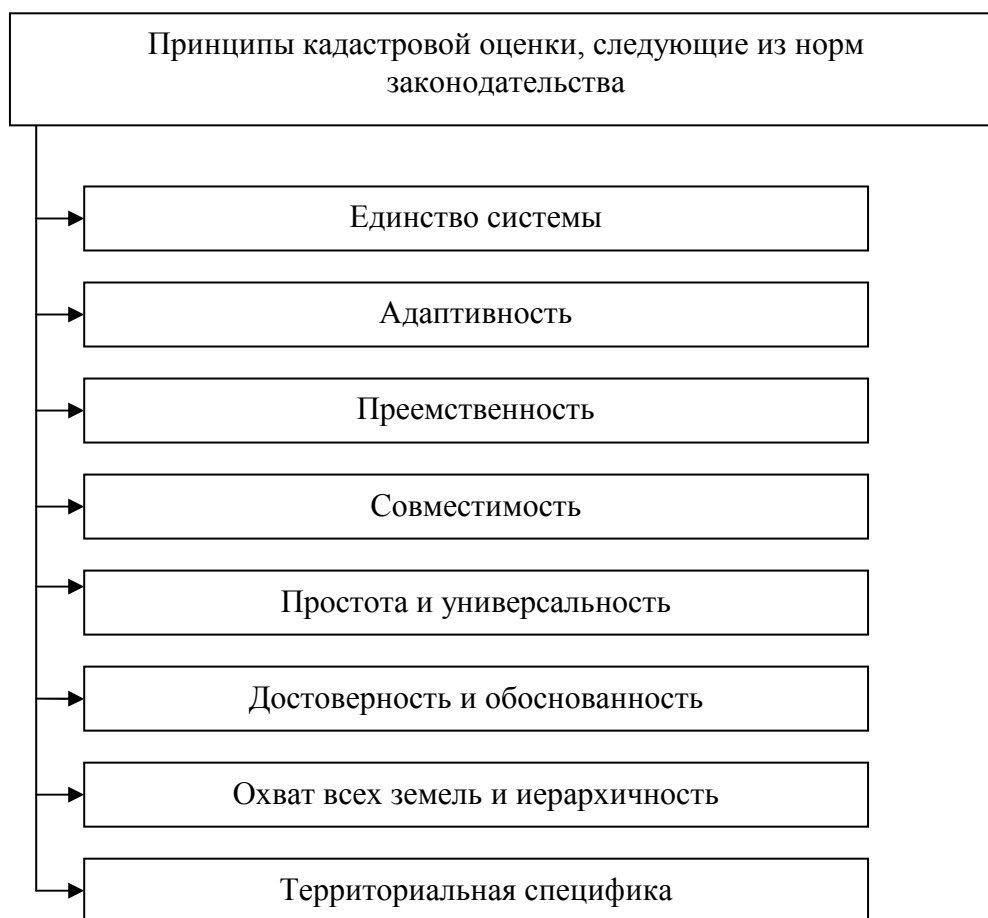 Принципы кадастровой оценки, следующие из норм
законодательства
Единство системы
Адаптивность
Преемственность
Совместимость
Простота и универсальность
Достоверность и обоснованность
Охват всех земель и иерархичность
Территориальная специфика